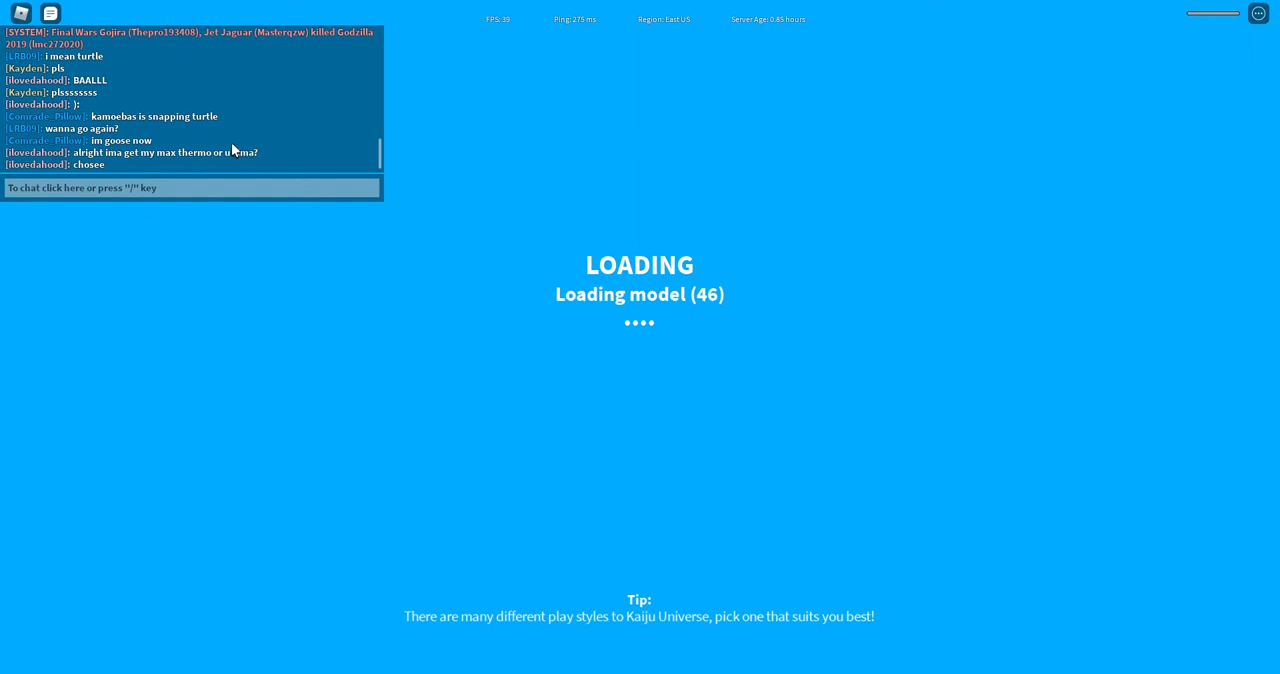 FPS: 39 Ping: 275 ms Region: East US Server Age: 0.85 hours
[SYSTEM]: Final Wars Gojira (Thepro193408), Jet Jaguar (Masterqzw) killed Godzilla
2019 (lmc272020)
[LRB09]: i mean turtle
[Kayden]: pls
[ilovedahood]: BAALLL
[Kayden]: plssssssss
[ilovedahood]: ):
[Comrade_Pillow]: kamoebas is snapping turtle
[LRB09]: wanna go again?
[Comrade_Pillow]: im goose now
[ilovedahood]: alright ima get my max thermo or
[ilovedahood]: chosee
To chat click here or press "/" key
LOADING
Loading model (46)
Tip:
There are many different play styles to Kaiju Universe, pick one that suits you best!